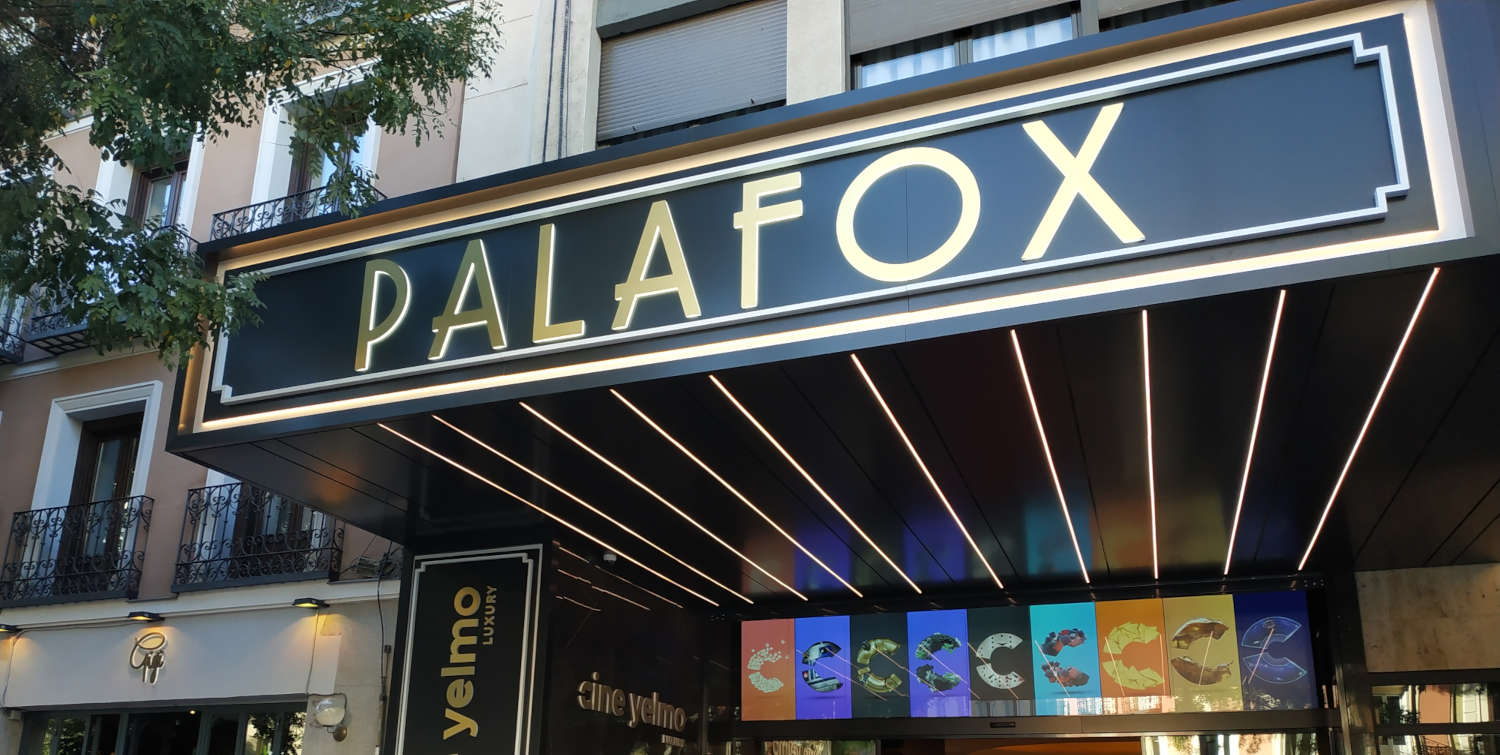 PALAFOX
yelmo
LUXURY
cine yelmo